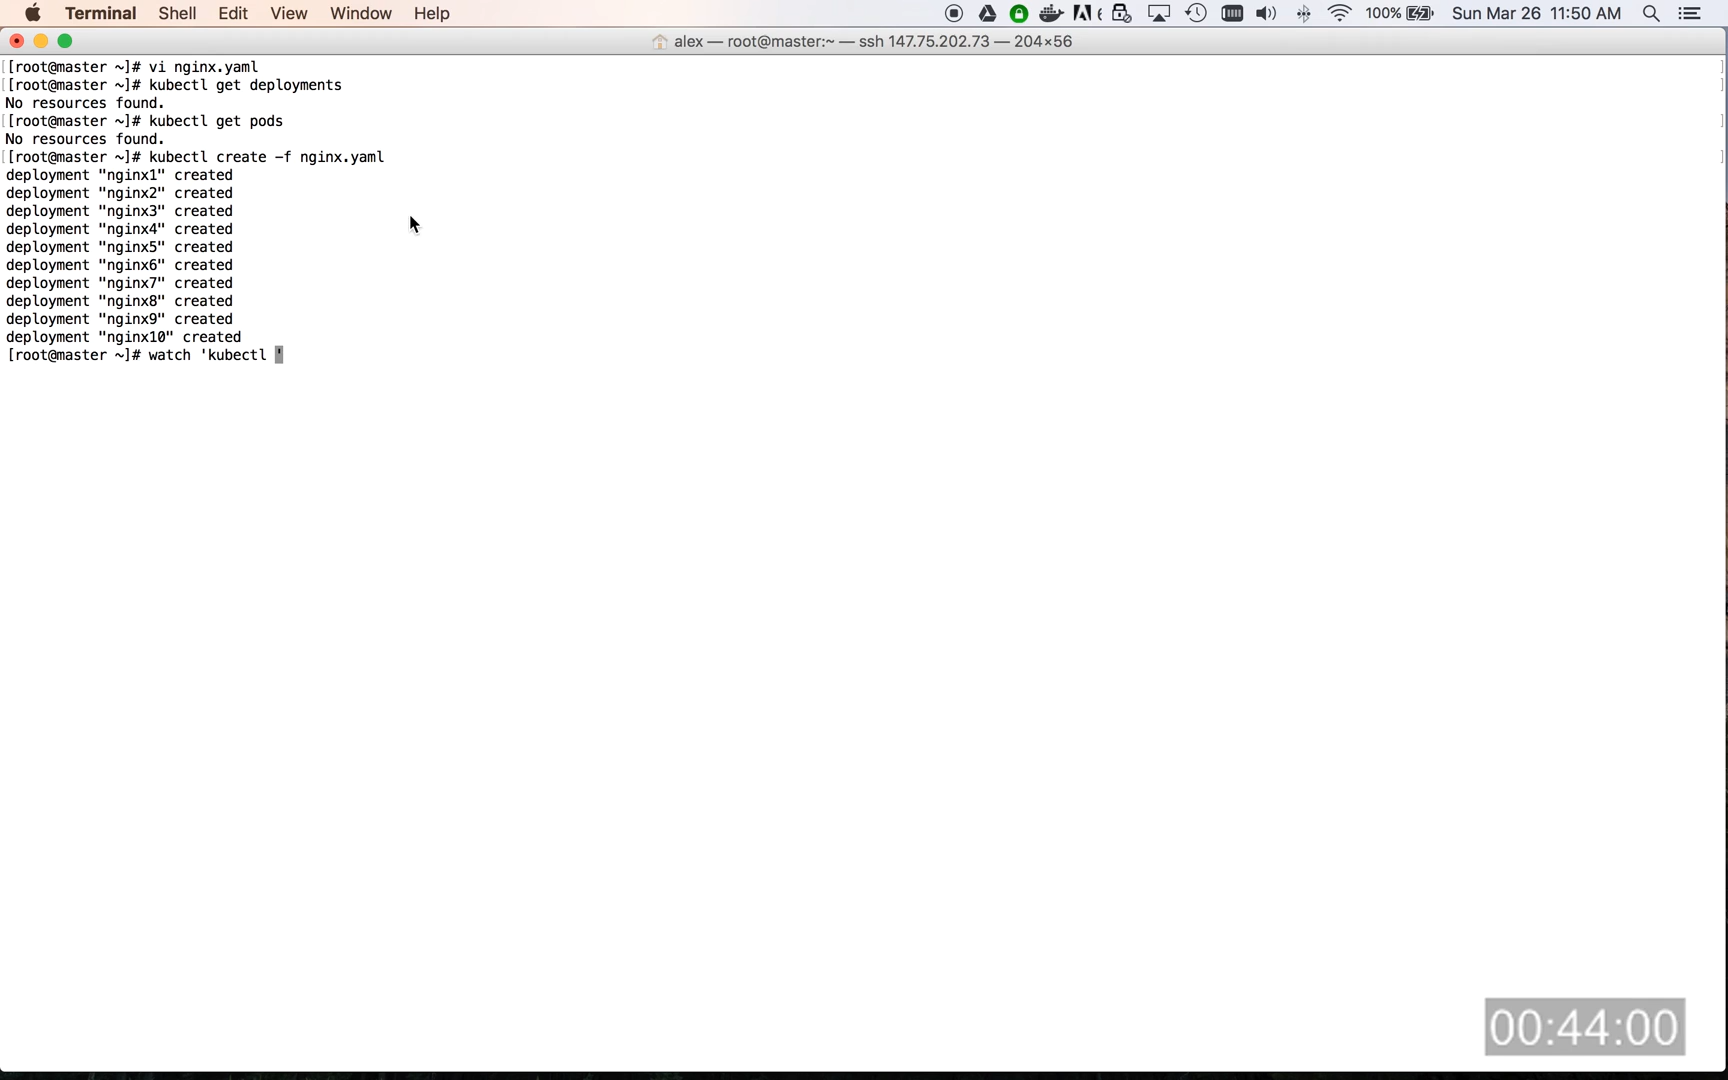 Terminal Shell Edit View Window Help 100% Sun Mar 26 11:50 AM
alex — root@master:~ — ssh 147.75.202.73 — 204×56
[[root@master ~]# vi nginx.yaml ]
[[root@master ~]# kubectl get deployments ]
No resources found.
[[root@master ~]# kubectl get pods ]
No resources found.
[[root@master ~]# kubectl create -f nginx.yaml ]
deployment "nginx1" created
deployment "nginx2" created
deployment "nginx3" created
deployment "nginx4" created
deployment "nginx5" created
deployment "nginx6" created
deployment "nginx7" created
deployment "nginx8" created
deployment "nginx9" created
deployment "nginx10" created
[root@master ~]# watch 'kubectl '
00:44:00